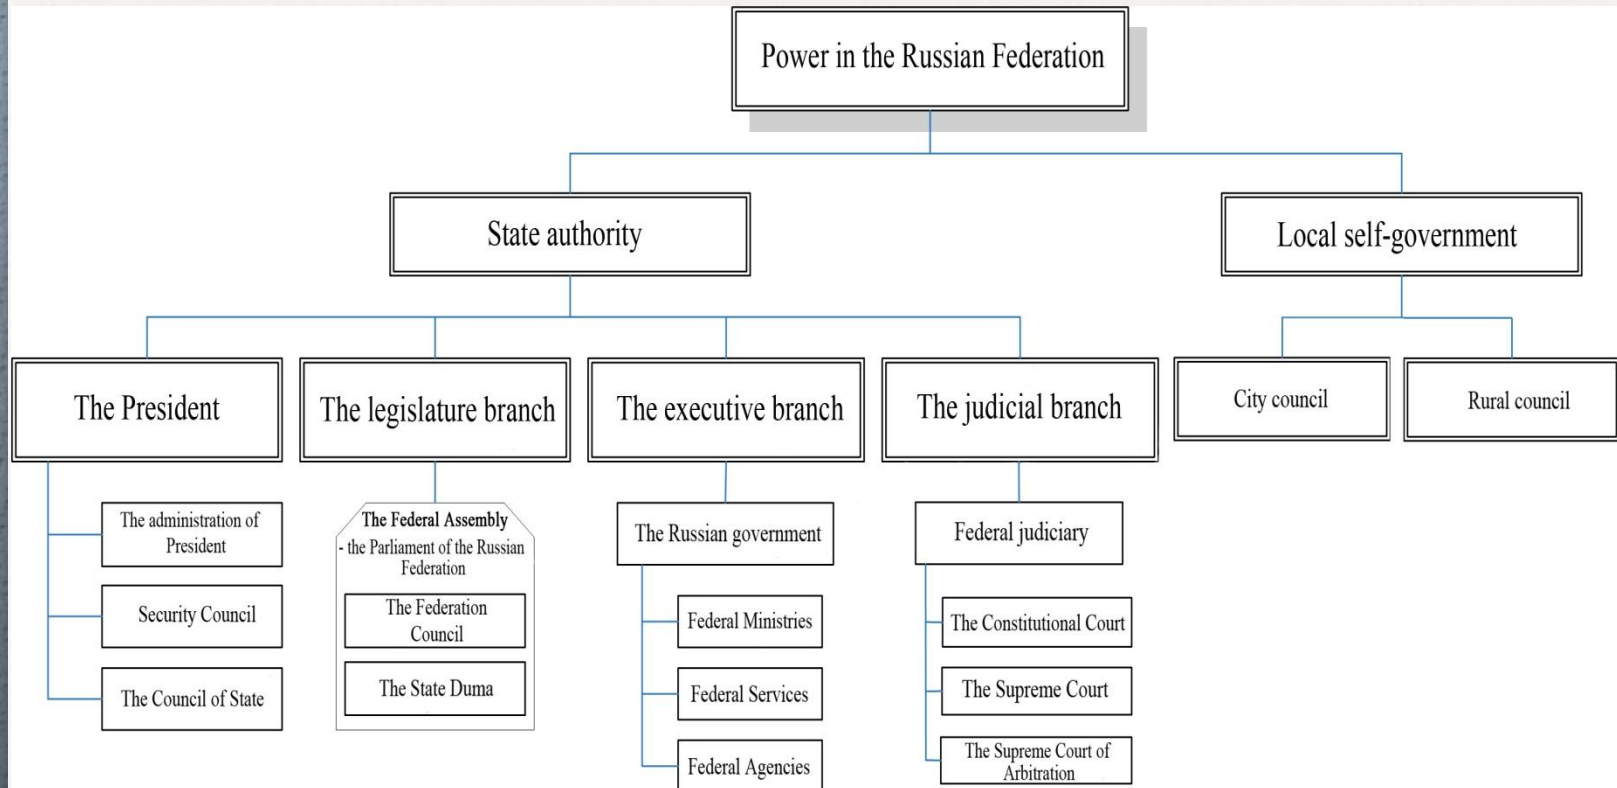 Power in the Russian Federation
State authority
Local self-government
The President
The legislature branch
The executive branch
The judicial branch
City council
Rural council
The administration of
President
Security Council
The Council of State
The Federal Assembly
- the Parliament of the Russian
Federation
The Federation
Council
The State Duma
The Russian government
Federal Ministries
Federal Services
Federal Agencies
Federal judiciary
The Constitutional Court
The Supreme Court
The Supreme Court of
Arbitration